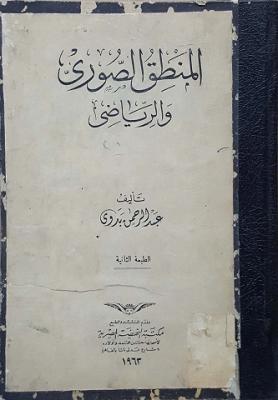 المنطق الصورى
والرياضى
تأليف
عبد الرحمن بدوى
الطبعة الثانية
مكتبة النهضة المصرية
١٩٦٣